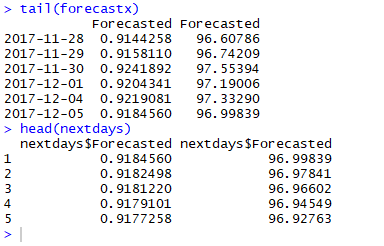 > tail(forecastx)
Forecasted Forecasted
2017-11-28 0.9144258 96.60786
2017-11-29 0.9158110 96.74209
2017-11-30 0.9241892 97.55394
2017-12-01 0.9204341 97.19006
2017-12-04 0.9219081 97.33290
2017-12-05 0.9184560 96.99839
> head(nextdays)
nextdays$Forecasted nextdays$Forecasted
1 0.9184560 96.99839
2 0.9182498 96.97841
3 0.9181220 96.96602
4 0.9179101 96.94549
5 0.9177258 96.92763
>